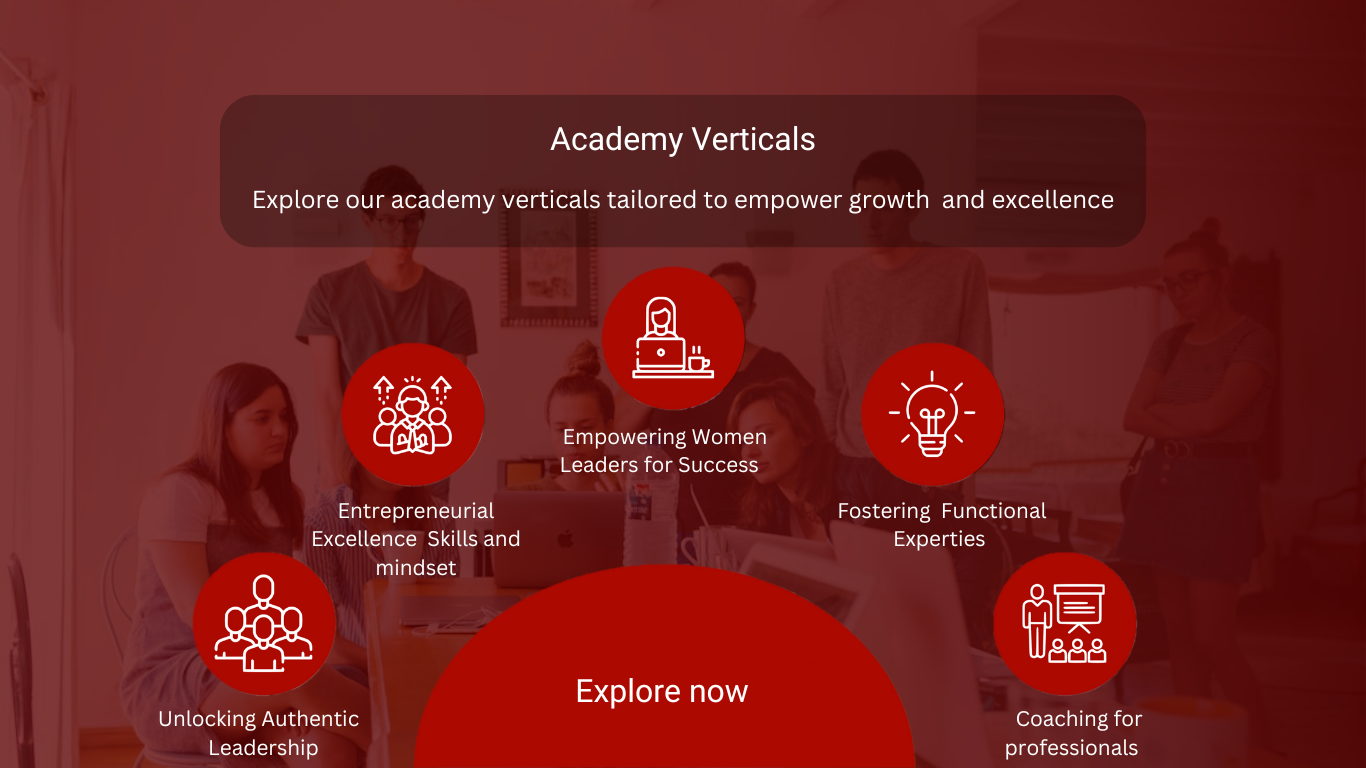 Academy Verticals
Explore our academy verticals tailored to empower growth  and excellence
Empowering Women
Leaders for Success
Entrepreneurial
Excellence  Skills and
mindset
Fostering  Functional
Experties
Unlocking Authentic
Leadership
Explore now
Coaching for
professionals